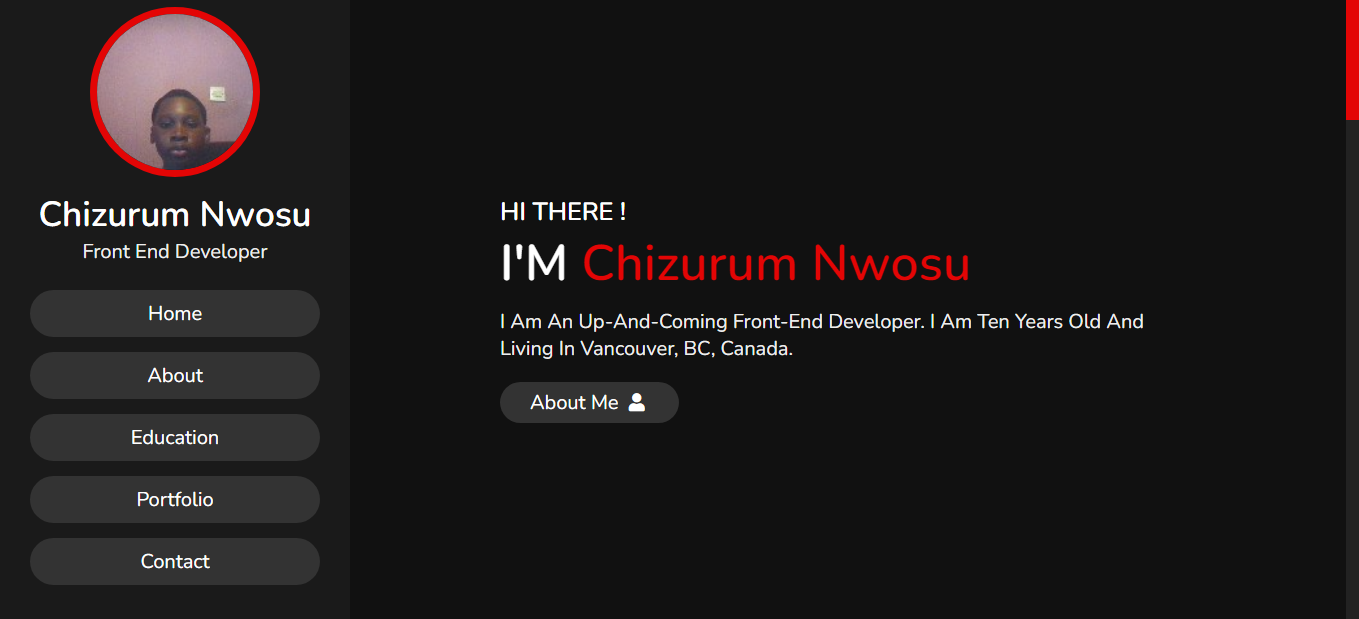 Chizurum Nwosu
Front End Developer
Home
About
Education
Portfolio
Contact
HI THERE !
I'M Chizurum Nwosu
I Am An Up-And-Coming Front-End Developer. I Am Ten Years Old And
Living In Vancouver, BC, Canada.
About Me